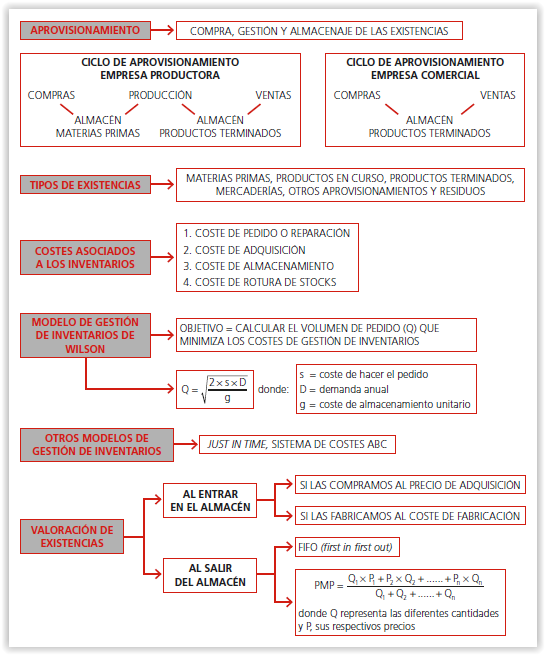 APROVISIONAMIENTO
COMPRA, GESTIÓN Y ALMACENAJE DE LAS EXISTENCIAS
CICLO DE APROVISIONAMIENTO
EMPRESA PRODUCTORA
COMPRAS PRODUCCIÓN VENTAS
ALMACÉN ALMACÉN
MATERIAS PRIMAS PRODUCTOS TERMINADOS
CICLO DE APROVISIONAMIENTO
EMPRESA COMERCIAL
COMPRAS VENTAS
ALMACÉN
PRODUCTOS TERMINADOS
TIPOS DE EXISTENCIAS
MATERIAS PRIMAS, PRODUCTOS EN CURSO, PRODUCTOS TERMINADOS,
MERCADERÍAS, OTROS APROVISIONAMIENTOS Y RESIDUOS
COSTES ASOCIADOS
A LOS INVENTARIOS
1. COSTE DE PEDIDO O REPARACIÓN
2. COSTE DE ADQUISICIÓN
3. COSTE DE ALMACENAMIENTO
4. COSTE DE ROTURA DE STOCKS
MODELO DE GESTIÓN
DE INVENTARIOS DE
WILSON
OBJETIVO = CALCULAR EL VOLUMEN DE PEDIDO (Q) QUE
MINIMIZA LOS COSTES DE GESTIÓN DE INVENTARIOS
Q = √(2 × s × D / g) donde:
s = coste de hacer el pedido
D = demanda anual
g = coste de almacenamiento unitario
OTROS MODELOS DE
GESTIÓN DE INVENTARIOS
JUST IN TIME, SISTEMA DE COSTES ABC
VALORACIÓN DE
EXISTENCIAS
AL ENTRAR
EN EL ALMACÉN
SI LAS COMPRAMOS AL PRECIO DE ADQUISICIÓN
SI LAS FABRICAMOS AL COSTE DE FABRICACIÓN
AL SALIR
DEL ALMACÉN
FIFO (first in first out)
PMP = Q₁ × P₁ + P₂ × Q₂ + ...... + Pₙ × Qₙ
Q₁ + Q₂ + ...... + Qₙ
donde Q representa las diferentes cantidades
y P, sus respectivos precios